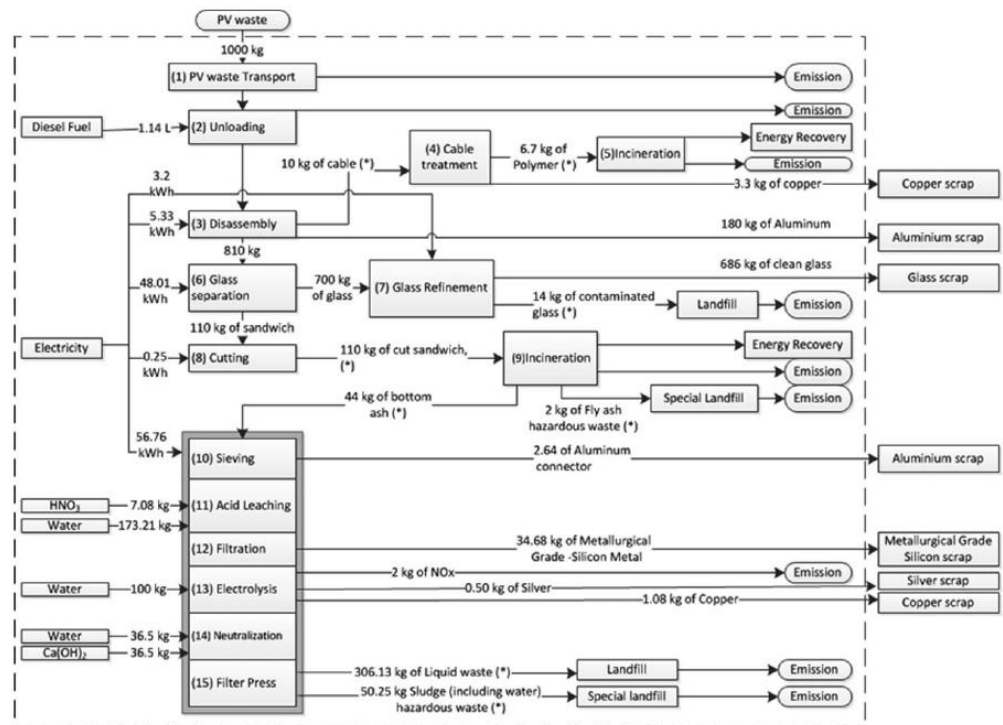 PV waste
1000 kg
(1) PV waste Transport
Emission
Diesel Fuel
1.14 L
(2) Unloading
Emission
10 kg of cable (*)
(4) Cable
treatment
6.7 kg of
Polymer (*)
(5)Incineration
Energy Recovery
Emission
3.3 kg of copper
Copper scrap
3.2
kWh
5.33
kWh
(3) Disassembly
180 kg of Aluminum
Aluminium scrap
810 kg
48.01
kWh
(6) Glass
separation
700 kg
of glass
(7) Glass Refinement
686 kg of clean glass
Glass scrap
14 kg of contaminated
glass (*)
Landfill
Emission
110 kg of sandwich
Electricity
0.25
kWh
(8) Cutting
110 kg of cut sandwich,
(*)
(9)Incineration
Energy Recovery
Emission
44 kg of bottom
ash (*)
2 kg of Fly ash
hazardous waste (*)
Special Landfill
Emission
56.76
kWh
(10) Sieving
2.64 of Aluminum
connector
Aluminium scrap
HNO3
7.08 kg
(11) Acid Leaching
Water
173.21 kg
(12) Filtration
34.68 kg of Metallurgical
Grade -Silicon Metal
Metallurgical Grade
Silicon scrap
2 kg of NOx
Emission
Water
100 kg
(13) Electrolysis
0.50 kg of Silver
Silver scrap
1.08 kg of Copper
Copper scrap
Water
36.5 kg
(14) Neutralization
Ca(OH)2
36.5 kg
(15) Filter Press
306.13 kg of Liquid waste (*)
Landfill
Emission
50.25 kg Sludge (including water)
hazardous waste (*)
Special landfill
Emission